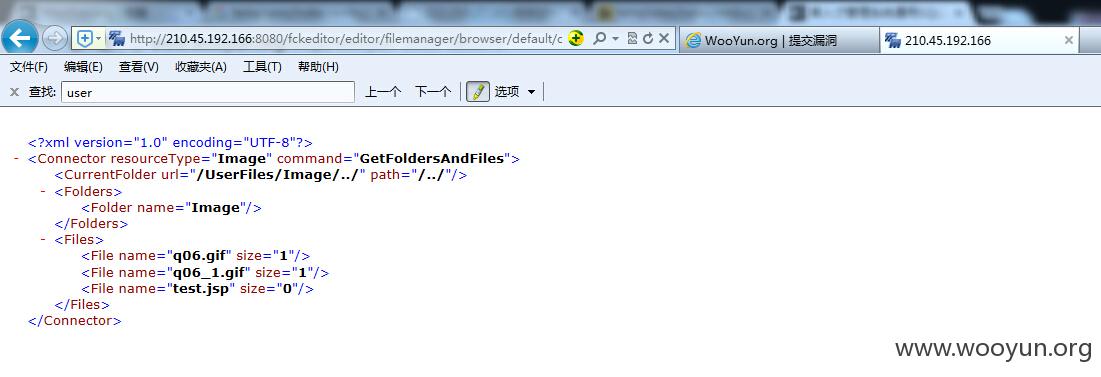 http://210.45.192.166:8080/fckeditor/editor/filemanager/browser/default/c
WooYun.org | 提交漏洞
210.45.192.166
文件(F) 编辑(E) 查看(V) 收藏夹(A) 工具(T) 帮助(H)
x 查找: user 上一个 下一个 选项
<?xml version="1.0" encoding="UTF-8"?>
- <Connector resourceType="Image" command="GetFoldersAndFiles">
<CurrentFolder url="/UserFiles/Image/../" path="/../"/>
- <Folders>
<Folder name="Image"/>
</Folders>
- <Files>
<File name="q06.gif" size="1"/>
<File name="q06_1.gif" size="1"/>
<File name="test.jsp" size="0"/>
</Files>
</Connector>
www.wooyun.org